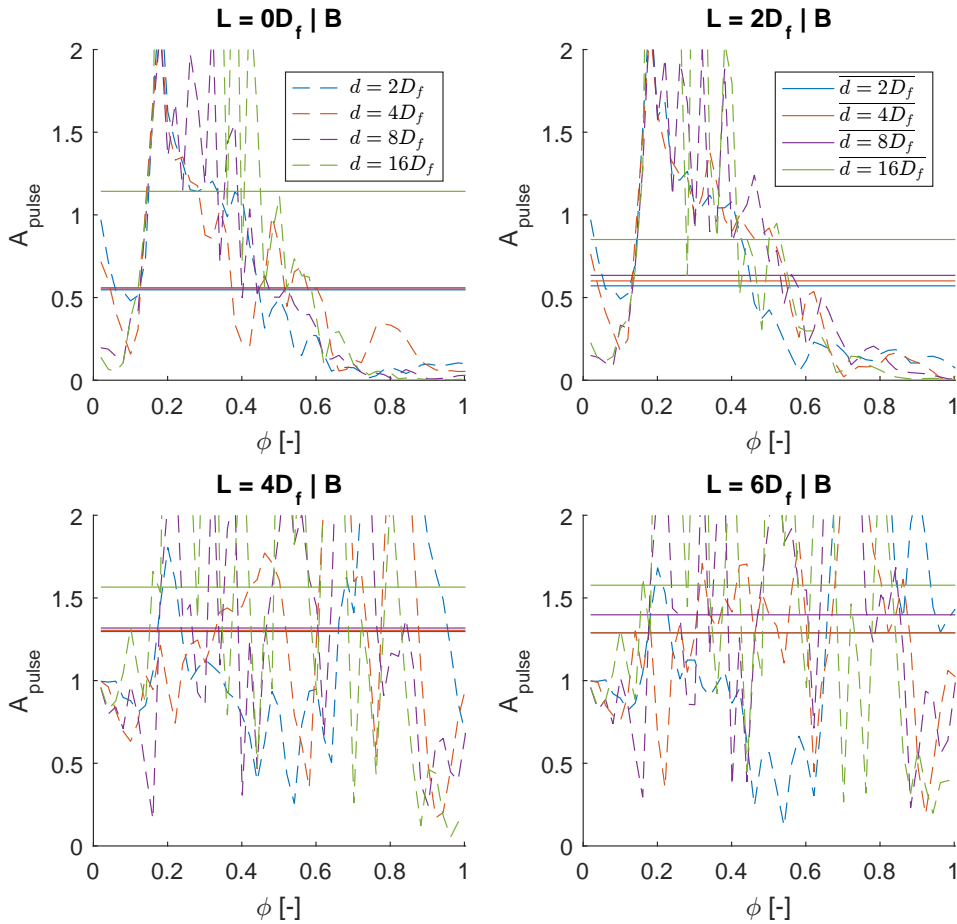 L = 0D_f | B
2
1.5
1
0.5
0
A_pulse
0 0.2 0.4 0.6 0.8 1
ϕ [-]
d = 2D_f
d = 4D_f
d = 8D_f
d = 16D_f
L = 2D_f | B
2
1.5
1
0.5
0
A_pulse
0 0.2 0.4 0.6 0.8 1
ϕ [-]
d = 2D_f
d = 4D_f
d = 8D_f
d = 16D_f
L = 4D_f | B
2
1.5
1
0.5
0
A_pulse
0 0.2 0.4 0.6 0.8 1
ϕ [-]
L = 6D_f | B
2
1.5
1
0.5
0
A_pulse
0 0.2 0.4 0.6 0.8 1
ϕ [-]